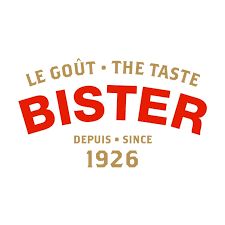 LE GOÛT • THE TASTE
BISTER
DEPUIS • SINCE
1926